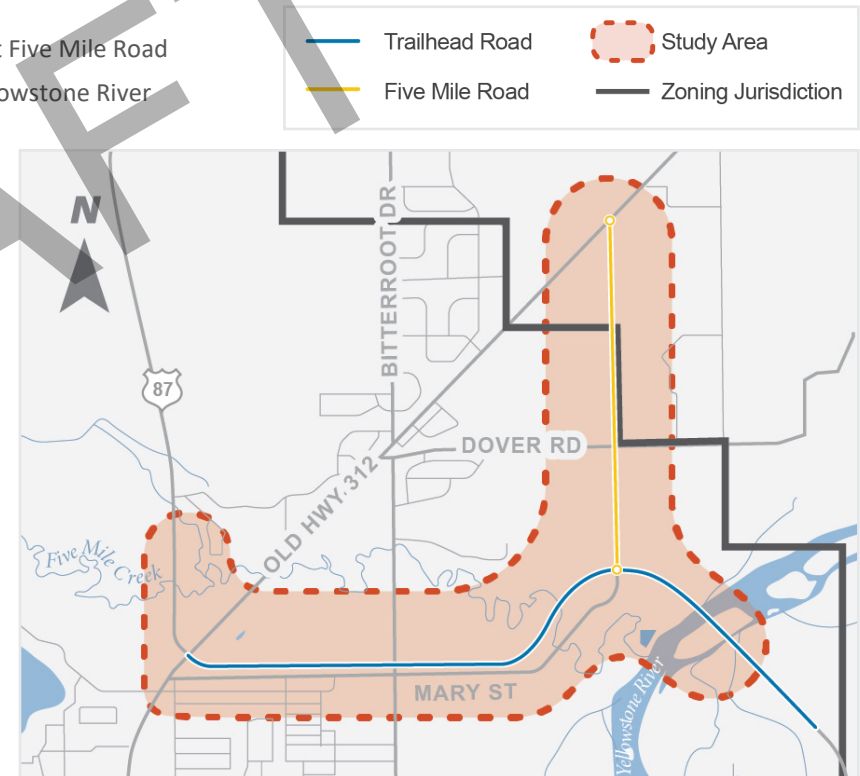 Five Mile Road
Yellowstone River
Trailhead Road
Study Area
Five Mile Road
Zoning Jurisdiction
N
BITTERROOT DR
87
DOVER RD
OLD HWY. 312
Five Mile Creek
MARY ST
Yellowstone River